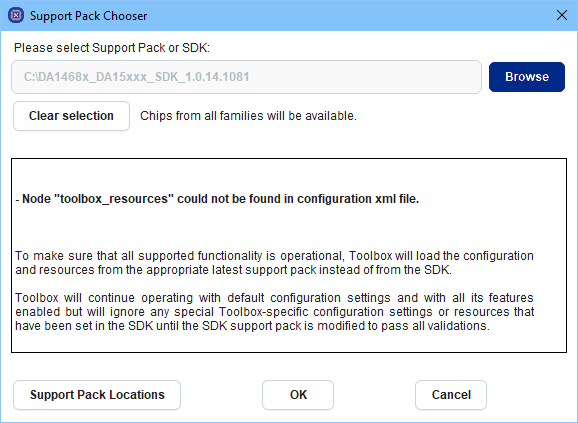 Support Pack Chooser
Please select Support Pack or SDK:
C:\DA1468x_DA15xxx_SDK_1.0.14.1081
Browse
Clear selection
Chips from all families will be available.
- Node "toolbox_resources" could not be found in configuration xml file.
To make sure that all supported functionality is operational, Toolbox will load the configuration
and resources from the appropriate latest support pack instead of from the SDK.
Toolbox will continue operating with default configuration settings and with all its features
enabled but will ignore any special Toolbox-specific configuration settings or resources that
have been set in the SDK until the SDK support pack is modified to pass all validations.
Support Pack Locations
OK
Cancel